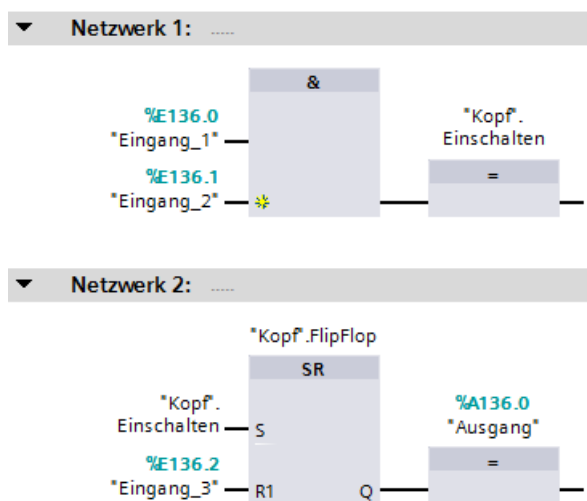 Netzwerk 1: .....
&
%E136.0
"Eingang_1"
%E136.1
"Eingang_2"
"Kopf".
Einschalten
=
Netzwerk 2: .....
"Kopf".FlipFlop
SR
"Kopf".
Einschalten
S
%E136.2
"Eingang_3"
R1
Q
%A136.0
"Ausgang"
=